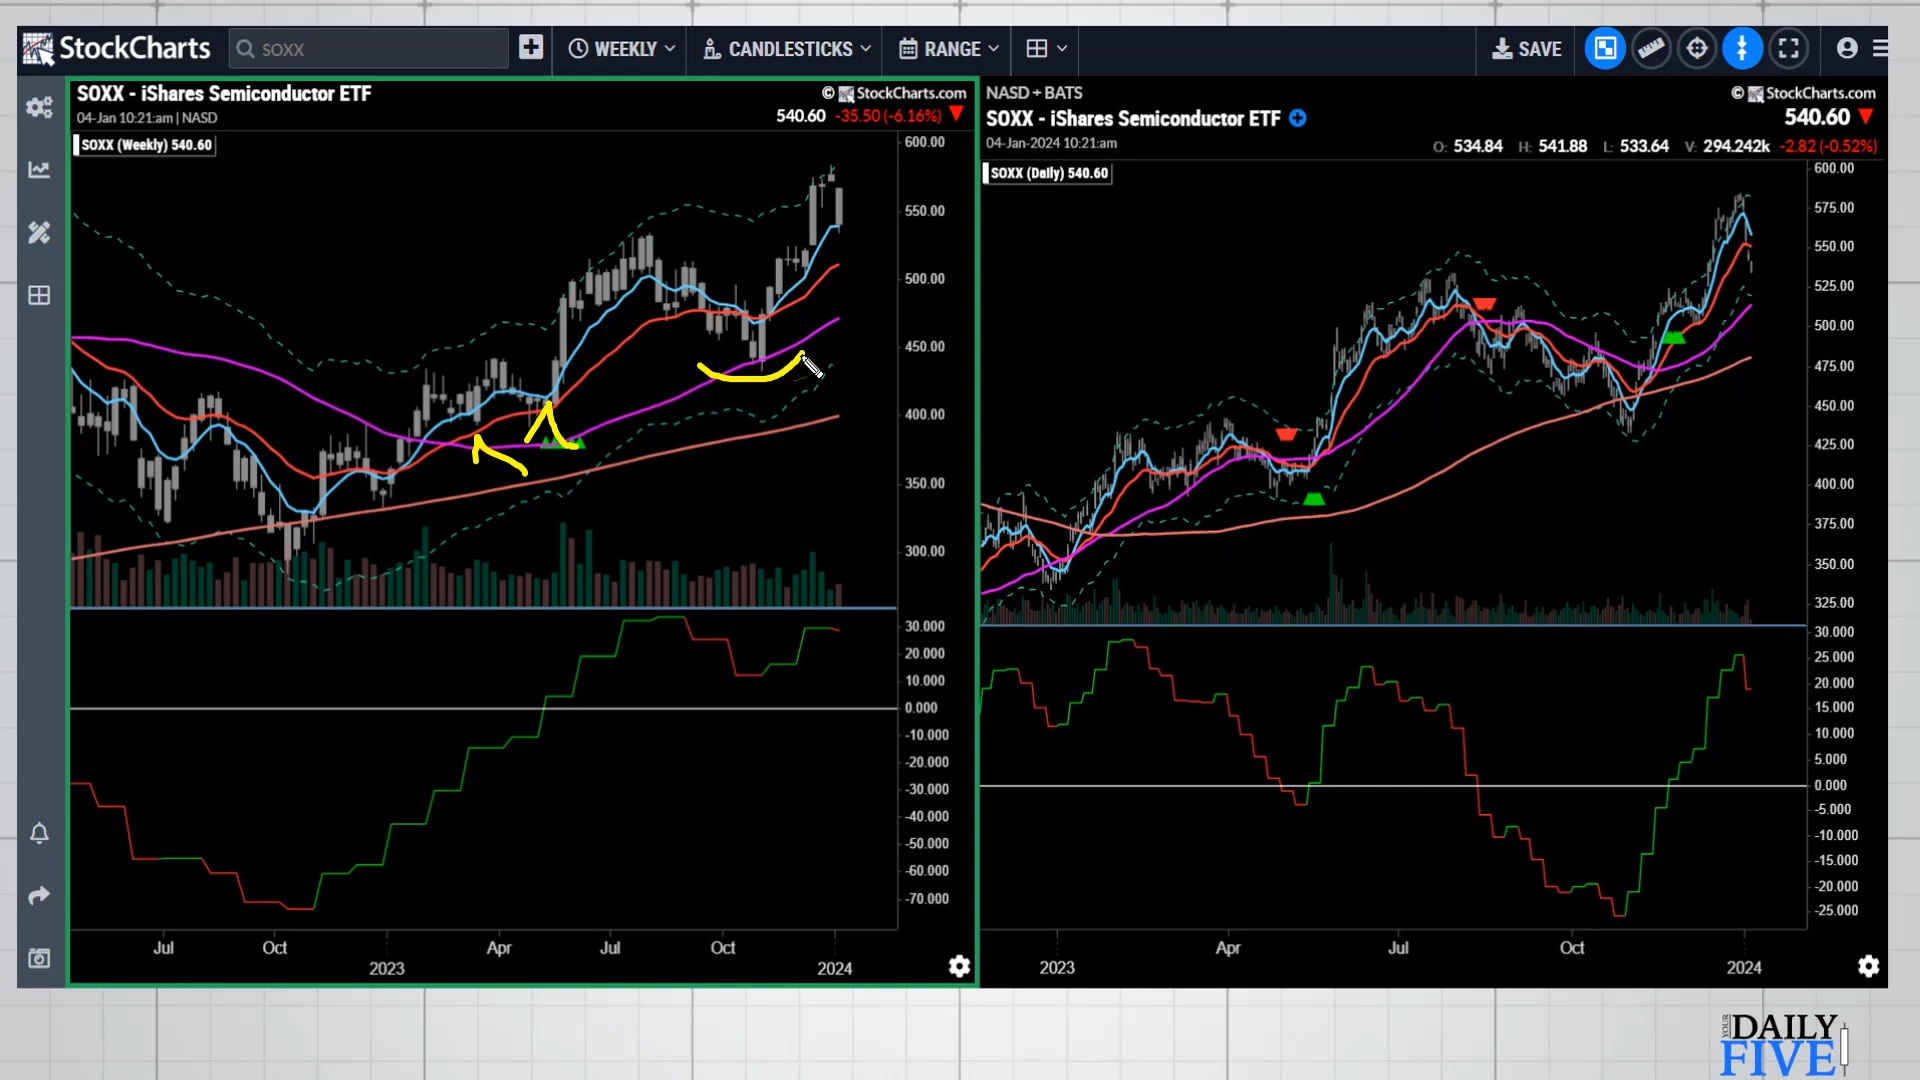 StockCharts
SOXX
WEEKLY
CANDLESTICKS
RANGE
SAVE
SOXX - iShares Semiconductor ETF
© StockCharts.com
04-Jan 10:21:am | NASD
540.60 -35.50 (-6.16%)
SOXX (Weekly) 540.60
600.00
550.00
500.00
450.00
400.00
350.00
300.00
30.000
20.000
10.000
0.000
-10.000
-20.000
-30.000
-40.000
-50.000
-60.000
-70.000
Jul
Oct
2023
Apr
Jul
Oct
2024
NASD + BATS
© StockCharts.com
SOXX - iShares Semiconductor ETF
540.60
04-Jan-2024 10:21:am
O: 534.84 H: 541.88 L: 533.64 V: 294.242k -2.82 (-0.52%)
SOXX (Daily) 540.60
600.00
575.00
550.00
525.00
500.00
475.00
450.00
425.00
400.00
375.00
350.00
325.00
30.000
25.000
20.000
15.000
10.000
5.000
0.000
-5.000
-10.000
-15.000
-20.000
-25.000
2023
Apr
Jul
Oct
2024
YOUR
DAILY
FIVE